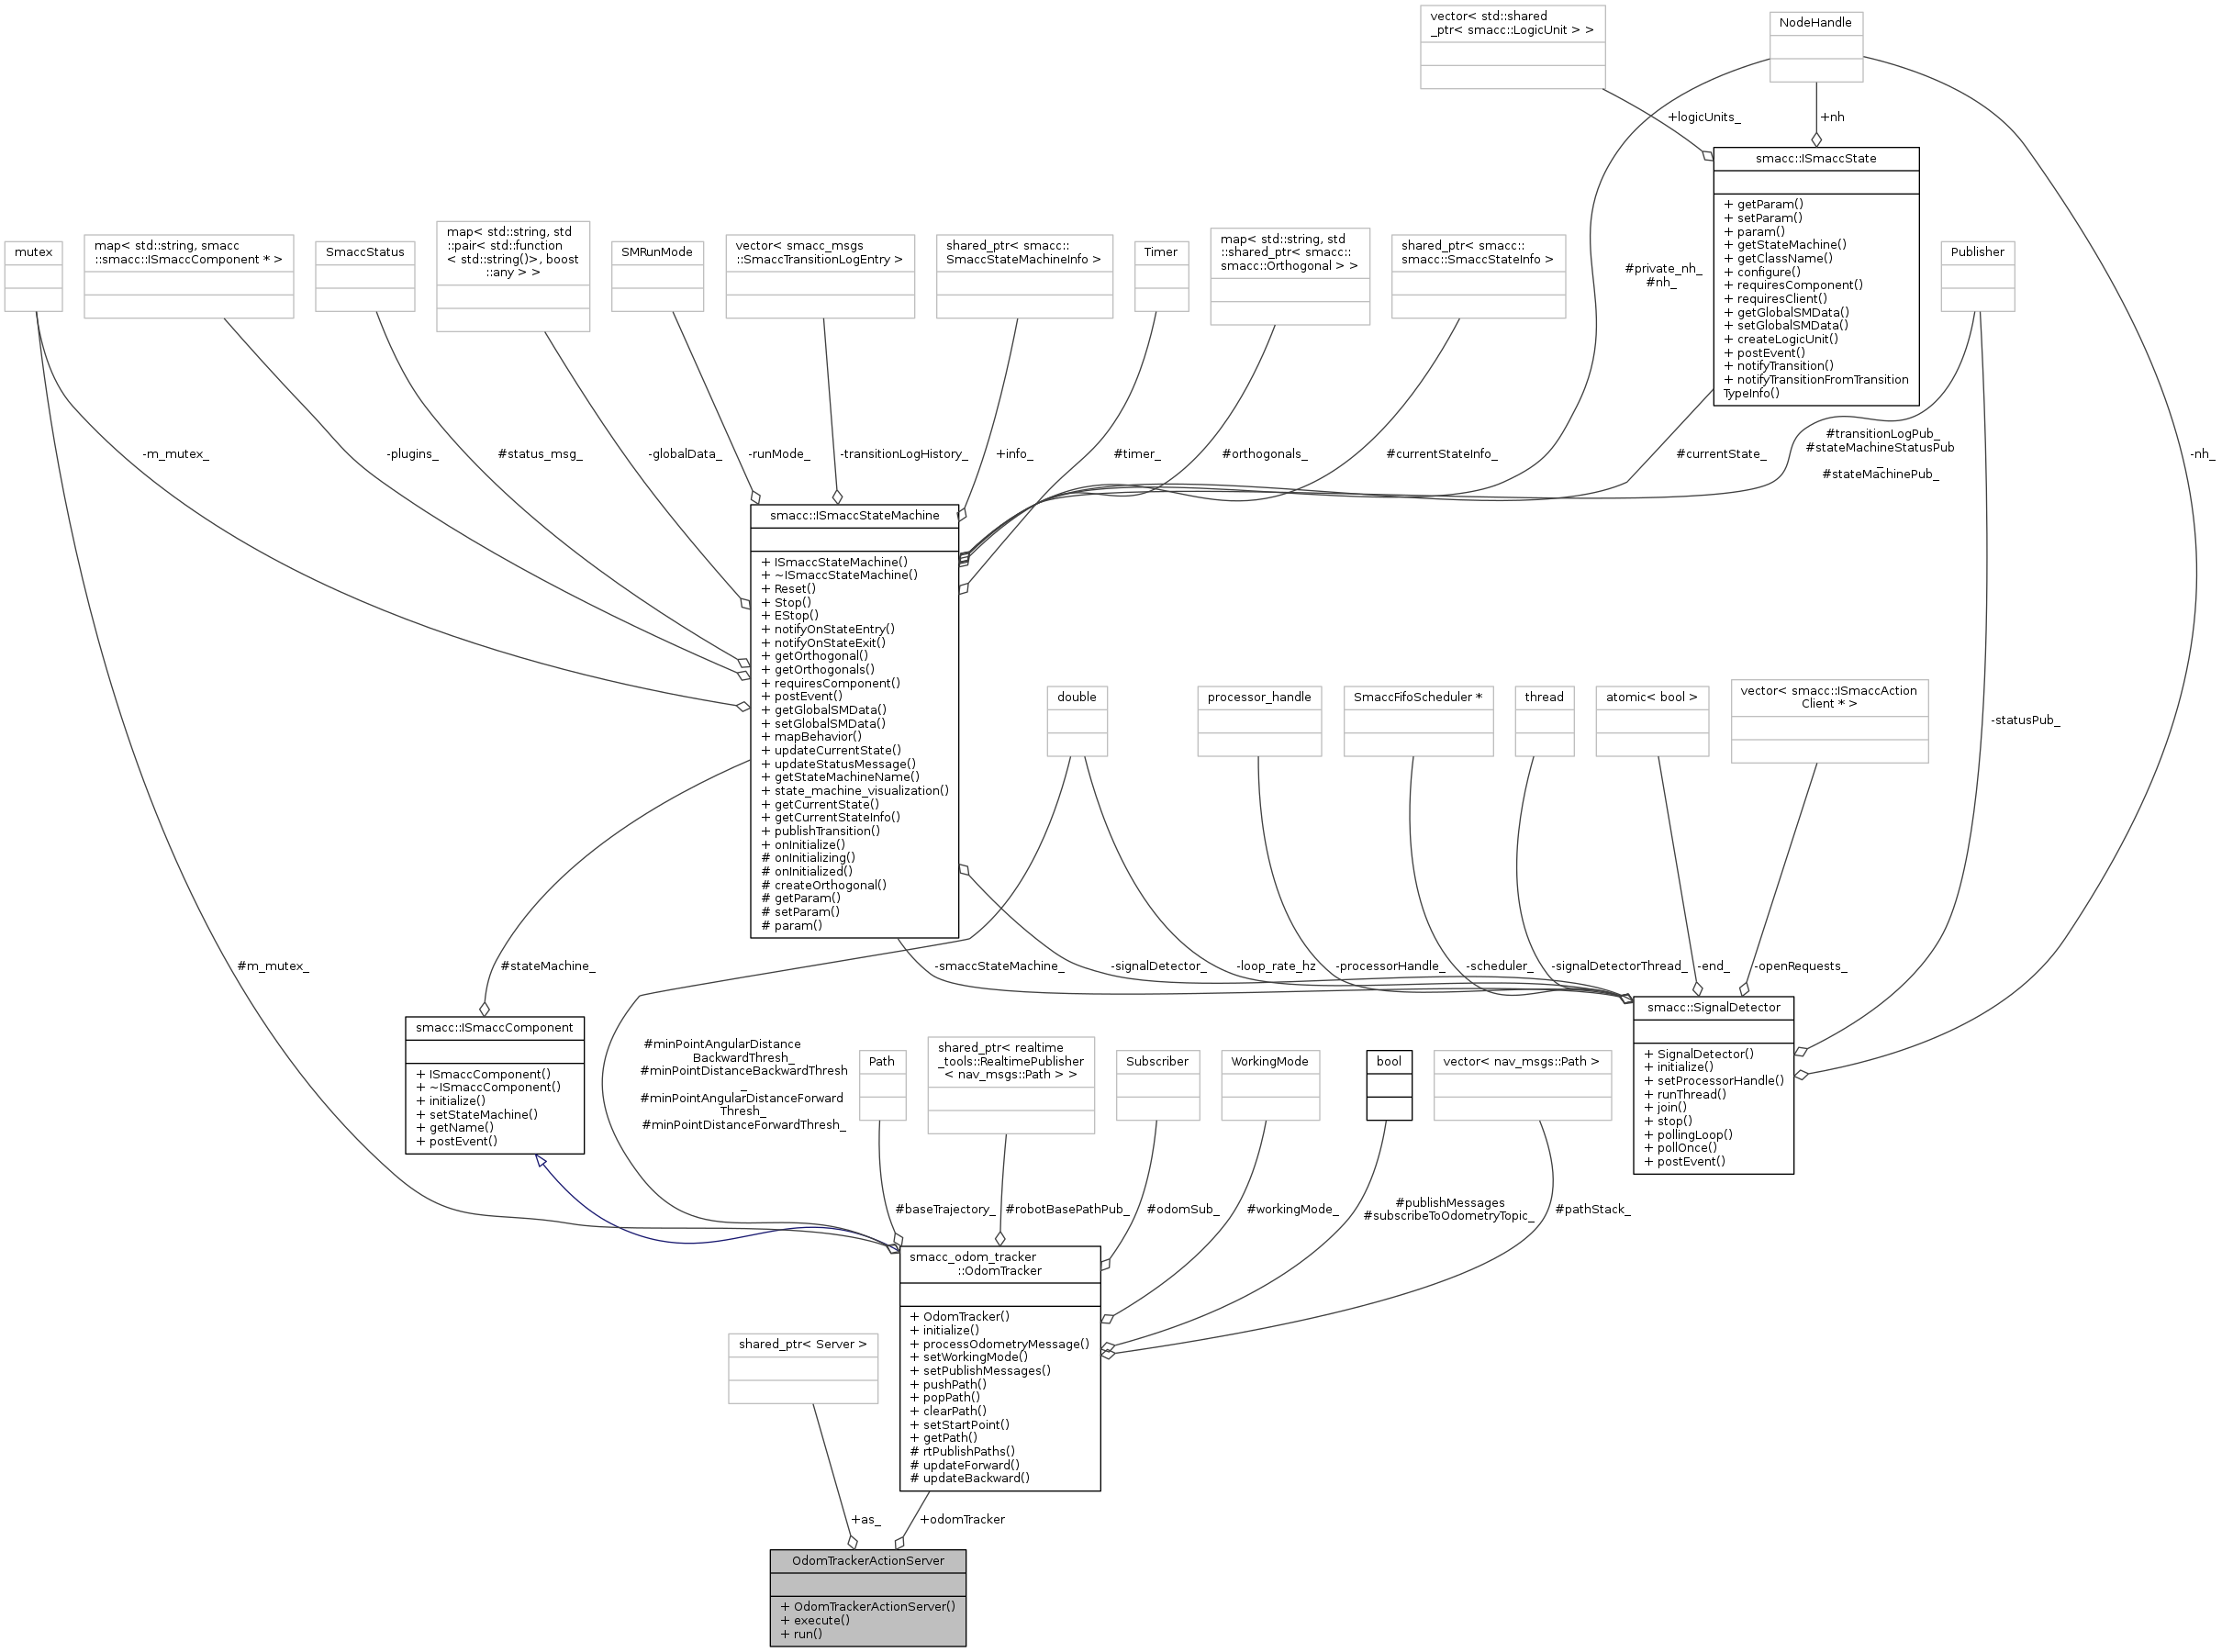 vector< std::shared
_ptr< smacc::LogicUnit > >
NodeHandle
+logicUnits_
+nh
smacc::ISmaccState
+ getParam()
+ setParam()
+ param()
+ getStateMachine()
+ getClassName()
+ configure()
+ requiresComponent()
+ requiresClient()
+ getGlobalSMData()
+ setGlobalSMData()
+ createLogicUnit()
+ postEvent()
+ notifyTransition()
+ notifyTransitionFromTransition
TypeInfo()
mutex
map< std::string, smacc
::smacc::ISmaccComponent * >
SmaccStatus
map< std::string, std
::pair< std::function
< std::string()>, boost
::any > >
SMRunMode
vector< smacc_msgs
::SmaccTransitionLogEntry >
shared_ptr< smacc::
SmaccStateMachineInfo >
Timer
map< std::string, std
::shared_ptr< smacc::
smacc::Orthogonal > >
shared_ptr< smacc::
smacc::SmaccStateInfo >
#private_nh_
#nh_
Publisher
-m_mutex_
-plugins_
#status_msg_
-globalData_
-runMode_
-transitionLogHistory_
+info_
#timer_
#orthogonals_
#currentStateInfo_
#currentState_
#transitionLogPub_
#stateMachineStatusPub
_
#stateMachinePub_
-nh_
smacc::ISmaccStateMachine
+ ISmaccStateMachine()
+ ~ISmaccStateMachine()
+ Reset()
+ Stop()
+ EStop()
+ notifyOnStateEntry()
+ notifyOnStateExit()
+ getOrthogonal()
+ getOrthogonals()
+ requiresComponent()
+ postEvent()
+ getGlobalSMData()
+ setGlobalSMData()
+ mapBehavior()
+ updateCurrentState()
+ updateStatusMessage()
+ getStateMachineName()
+ state_machine_visualization()
+ getCurrentState()
+ getCurrentStateInfo()
+ publishTransition()
+ onInitialize()
# onInitializing()
# onInitialized()
# createOrthogonal()
# getParam()
# setParam()
# param()
double
processor_handle
SmaccFifoScheduler *
thread
atomic< bool >
vector< smacc::ISmaccAction
Client * >
-statusPub_
#m_mutex_
#stateMachine_
-smaccStateMachine_
-signalDetector_
-loop_rate_hz
-processorHandle_
-scheduler_
-signalDetectorThread_
-end_
-openRequests_
smacc::SignalDetector
+ SignalDetector()
+ initialize()
+ setProcessorHandle()
+ runThread()
+ join()
+ stop()
+ pollingLoop()
+ pollOnce()
+ postEvent()
smacc::ISmaccComponent
+ ISmaccComponent()
+ ~ISmaccComponent()
+ initialize()
+ setStateMachine()
+ getName()
+ postEvent()
#minPointAngularDistance
BackwardThresh_
#minPointDistanceBackwardThresh
_
#minPointAngularDistanceForward
Thresh_
#minPointDistanceForwardThresh_
Path
shared_ptr< realtime
_tools::RealtimePublisher
< nav_msgs::Path > >
Subscriber
WorkingMode
bool
vector< nav_msgs::Path >
#baseTrajectory_
#robotBasePathPub_
#odomSub_
#workingMode_
#publishMessages
#subscribeToOdometryTopic_
#pathStack_
smacc_odom_tracker
::OdomTracker
+ OdomTracker()
+ initialize()
+ processOdometryMessage()
+ setWorkingMode()
+ setPublishMessages()
+ pushPath()
+ popPath()
+ clearPath()
+ setStartPoint()
+ getPath()
# rtPublishPaths()
# updateForward()
# updateBackward()
shared_ptr< Server >
+as_
+odomTracker
OdomTrackerActionServer
+ OdomTrackerActionServer()
+ execute()
+ run()